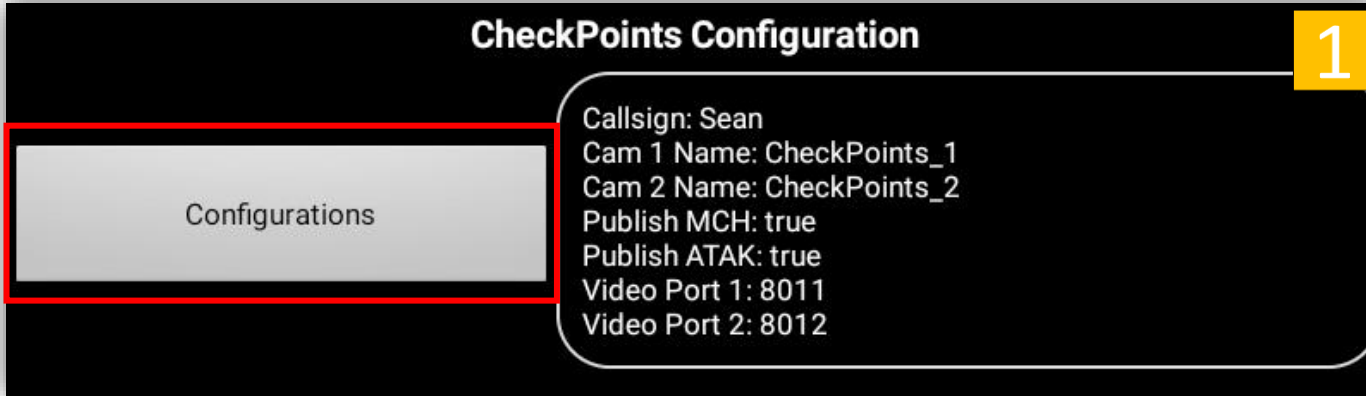 CheckPoints Configuration
1
Configurations
Callsign: Sean
Cam 1 Name: CheckPoints_1
Cam 2 Name: CheckPoints_2
Publish MCH: true
Publish ATAK: true
Video Port 1: 8011
Video Port 2: 8012